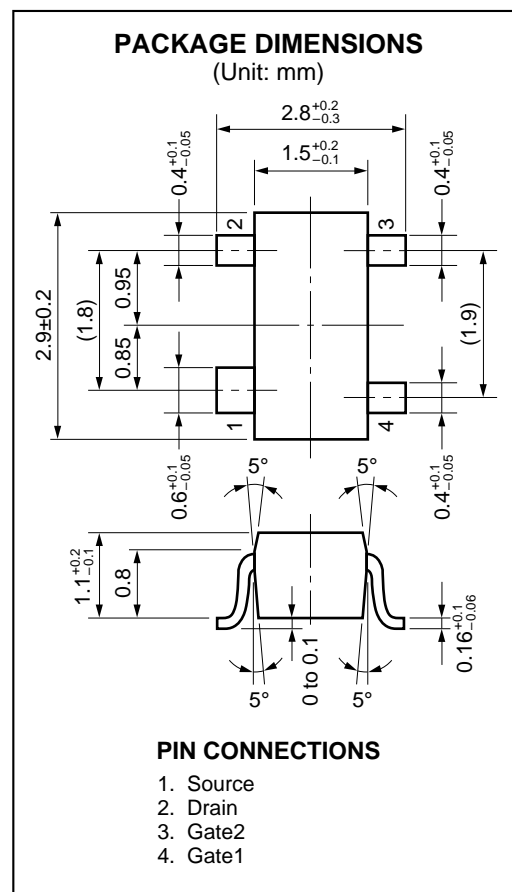 PACKAGE DIMENSIONS
(Unit: mm)
2.8+0.2−0.3
1.5+0.2−0.1
0.4+0.1−0.05
0.4+0.1−0.05
2
3
2.9±0.2
(1.8)
0.95
0.85
(1.9)
1
4
0.6+0.1−0.05
0.4+0.1−0.05
5°
5°
1.1+0.2−0.1
0.8
0 to 0.1
0.16+0.1−0.06
5°
5°
PIN CONNECTIONS
1. Source
2. Drain
3. Gate2
4. Gate1